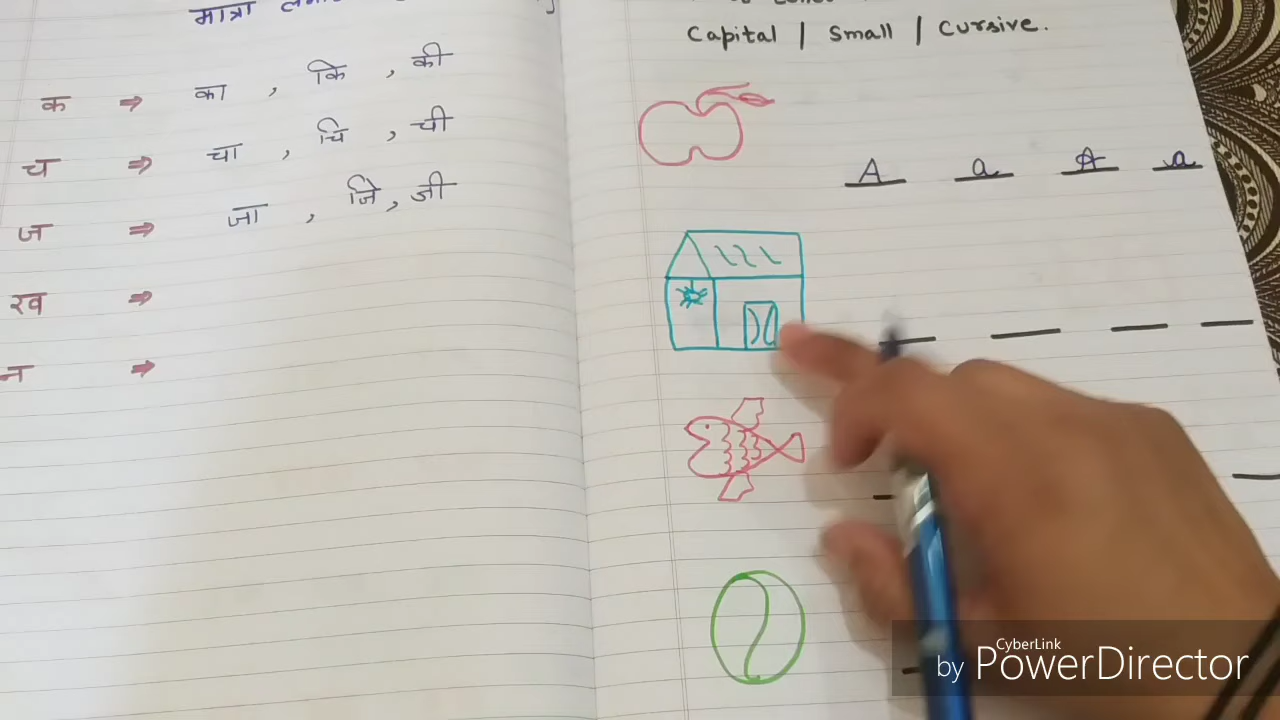 मात्रा
क ⇒ का , कि , की
च ⇒ चा , चि , ची
ज ⇒ जा , जि , जी
ख ⇒
न ⇒
Capital | Small | Cursive.
A a A a
CyberLink
by PowerDirector